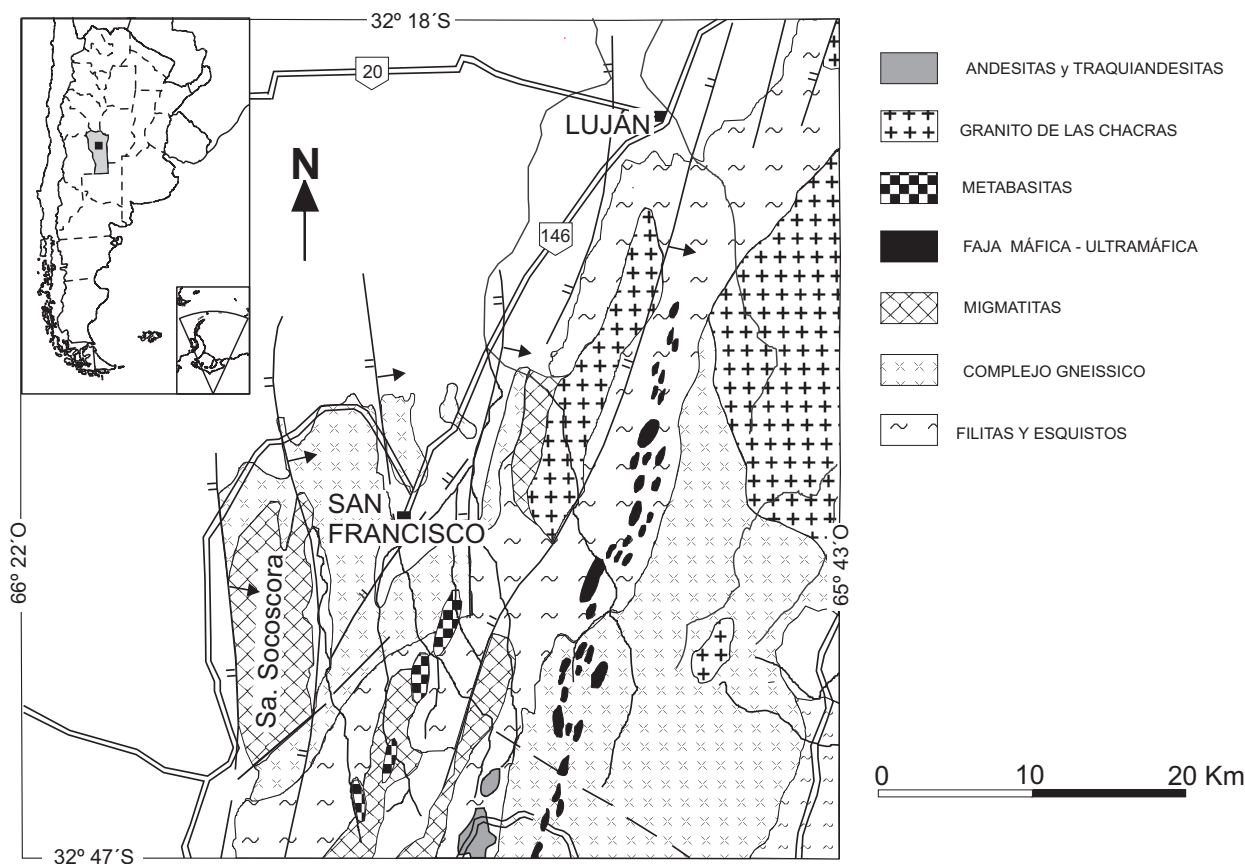 32º 18´S
20
LUJÁN
N
146
SAN
FRANCISCO
Sa. Socoscora
66º 22´O
65º 43´O
32º 47´S
ANDESITAS y TRAQUIANDESITAS
GRANITO DE LAS CHACRAS
METABASITAS
FAJA MÁFICA - ULTRAMÁFICA
MIGMATITAS
COMPLEJO GNEISSICO
FILITAS Y ESQUISTOS
0 10 20 Km